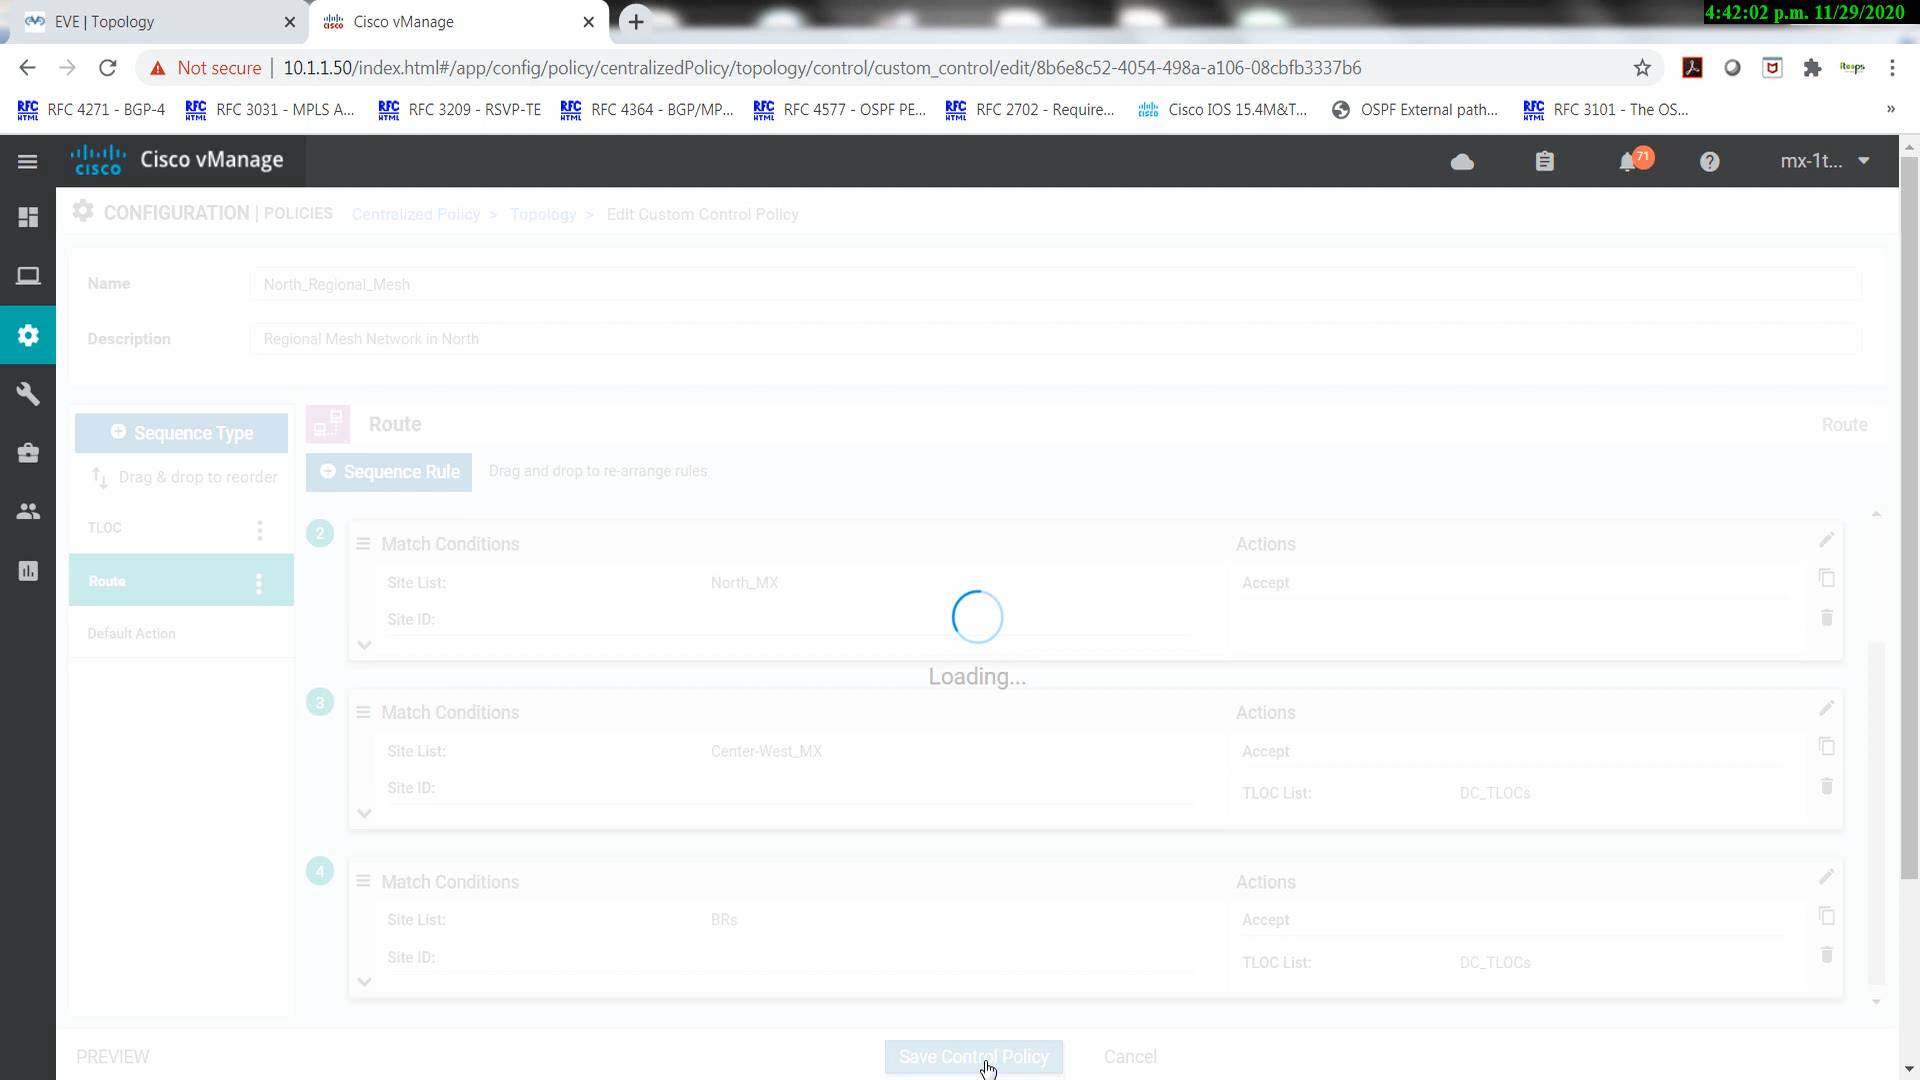 4:42:02 p.m. 11/29/2020
EVE | Topology
Cisco vManage
Not secure | 10.1.1.50/index.html#/app/config/policy/centralizedPolicy/topology/control/custom_control/edit/8b6e8c52-4054-498a-a106-08cbfb3337b6
RFC 4271 - BGP-4 RFC 3031 - MPLS A... RFC 3209 - RSVP-TE RFC 4364 - BGP/MP... RFC 4577 - OSPF PE... RFC 2702 - Require... Cisco IOS 15.4M&T... OSPF External path... RFC 3101 - The OS... »
cisco Cisco vManage 71 mx-1t...
CONFIGURATION | POLICIES Centralized Policy > Topology > Edit Custom Control Policy
Name North_Regional_Mesh
Description Regional Mesh Network in North
Sequence Type
Drag & drop to reorder
TLOC
Route
Default Action
Route Route
Sequence Rule Drag and drop to re-arrange rules
2 Match Conditions Actions
Site List: North_MX Accept
Site ID:
Loading...
3 Match Conditions Actions
Site List: Center-West_MX Accept
Site ID: TLOC List: DC_TLOCs
4 Match Conditions Actions
Site List: BRs Accept
Site ID: TLOC List: DC_TLOCs
PREVIEW Save Control Policy Cancel